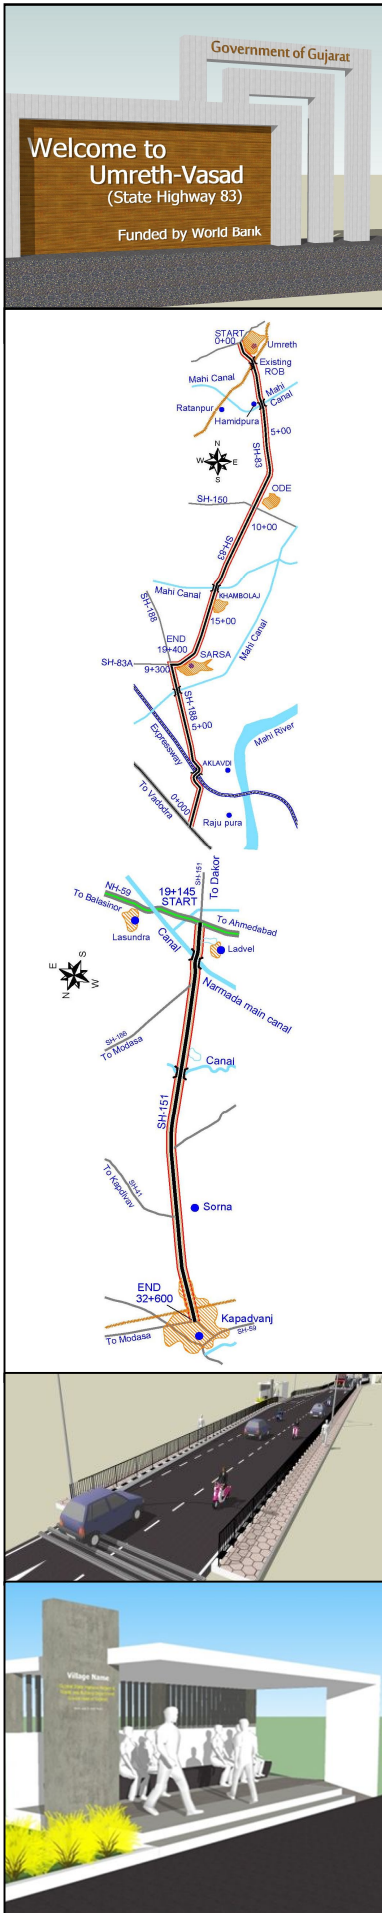 Government of Gujarat
Welcome to
Umreth-Vasad
(State Highway 83)
Funded by World Bank
START
0+00
Umreth
Existing
ROB
Mahi Canal
Mahi
Canal
Ratanpur
Hamidpura
5+00
N
W E
S
SH-83
ODE
SH-150
10+00
SH-83
Mahi Canal
KHAMBOLAJ
SH-188
15+00
END
19+400
Mahi Canal
SH-83A
9+300
SARSA
SH-188
5+00
Expressway
Mahi River
AKLAVDI
To Vadodra
0+000
Raju pura
SH-151
To Dakor
NH-59
19+145
START
To Balasinor
To Ahmedabad
Lasundra
Canal
Ladvel
S
E W
N
Narmada main canal
To Modasa
Canal
SH-151
To Kapdivav
SH-41
Sorna
END
32+600
Kapadvanj
To Modasa
SH-59
Village Name